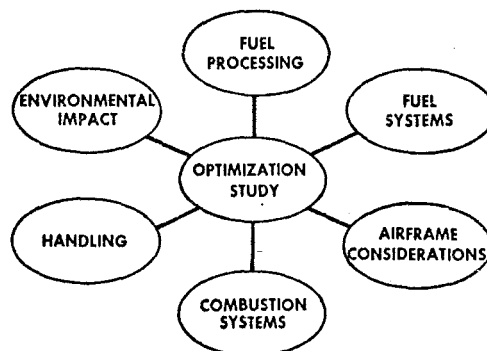 FUEL
PROCESSING
ENVIRONMENTAL
IMPACT
FUEL
SYSTEMS
OPTIMIZATION
STUDY
HANDLING
AIRFRAME
CONSIDERATIONS
COMBUSTION
SYSTEMS